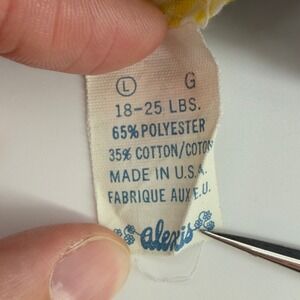 Ⓛ G
18-25 LBS.
65% POLYESTER
35% COTTON/COTON
MADE IN U.S.A.
FABRIQUE AUX E.U.
alexis